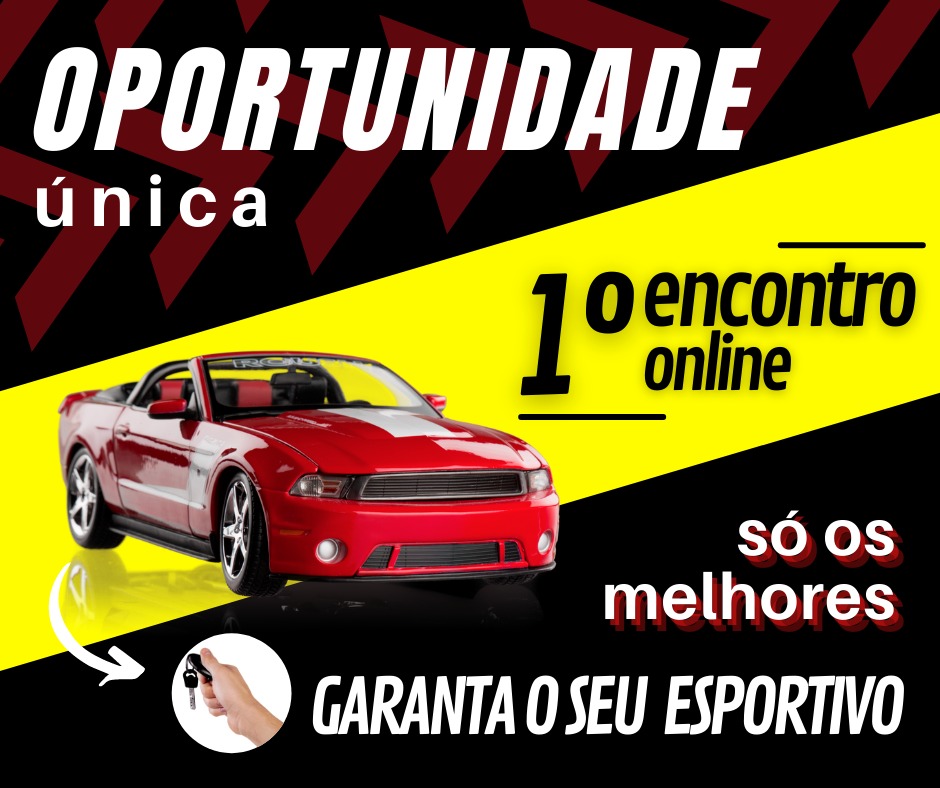 OPORTUNIDADE
única
1º encontro
online
só os
melhores
GARANTA O SEU ESPORTIVO